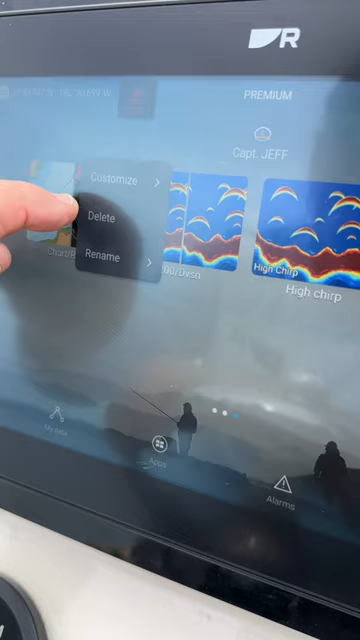 R
PREMIUM
Capt. JEFF
Customize
Delete
Rename
High Chirp
High chirp
My data
Apps
Alarms